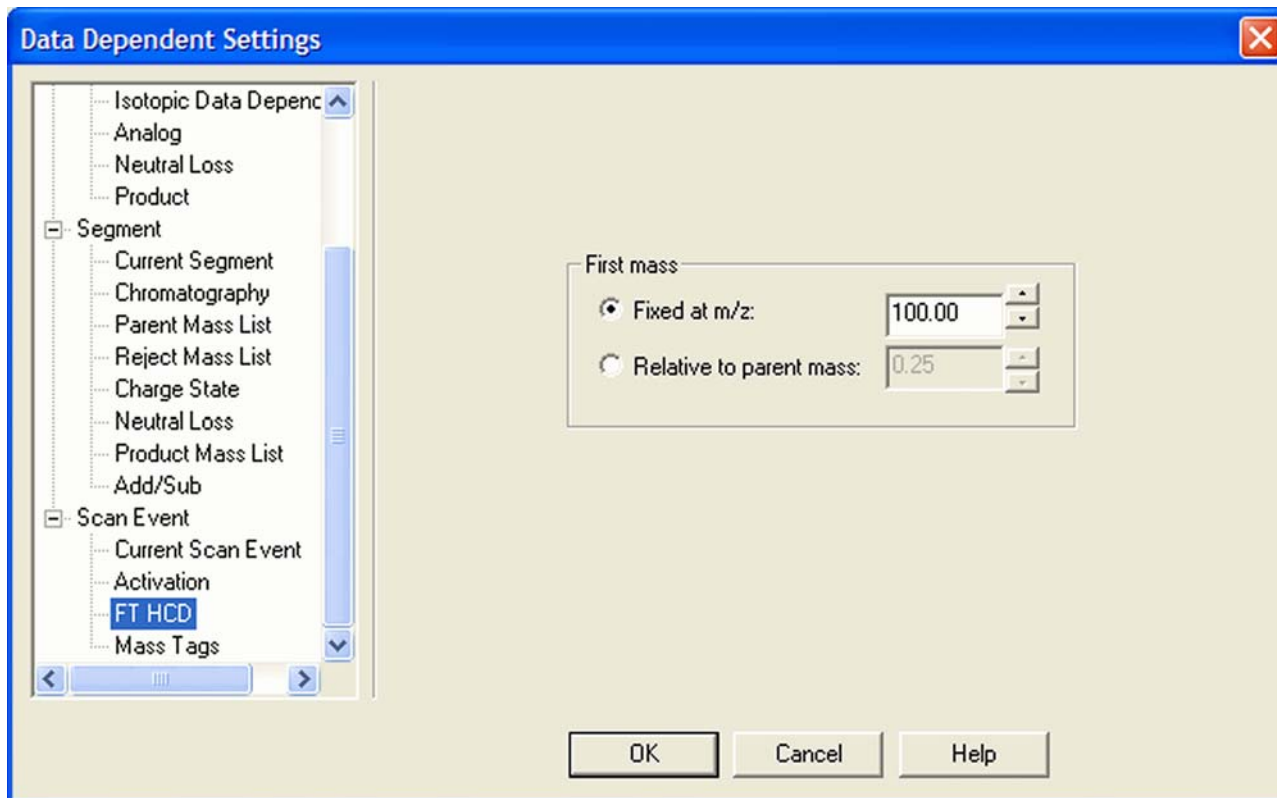 Data Dependent Settings
Isotopic Data Depenc
Analog
Neutral Loss
Product
Segment
Current Segment
Chromatography
Parent Mass List
Reject Mass List
Charge State
Neutral Loss
Product Mass List
Add/Sub
Scan Event
Current Scan Event
Activation
FT HCD
Mass Tags
First mass
Fixed at m/z: 100.00
Relative to parent mass: 0.25
OK Cancel Help